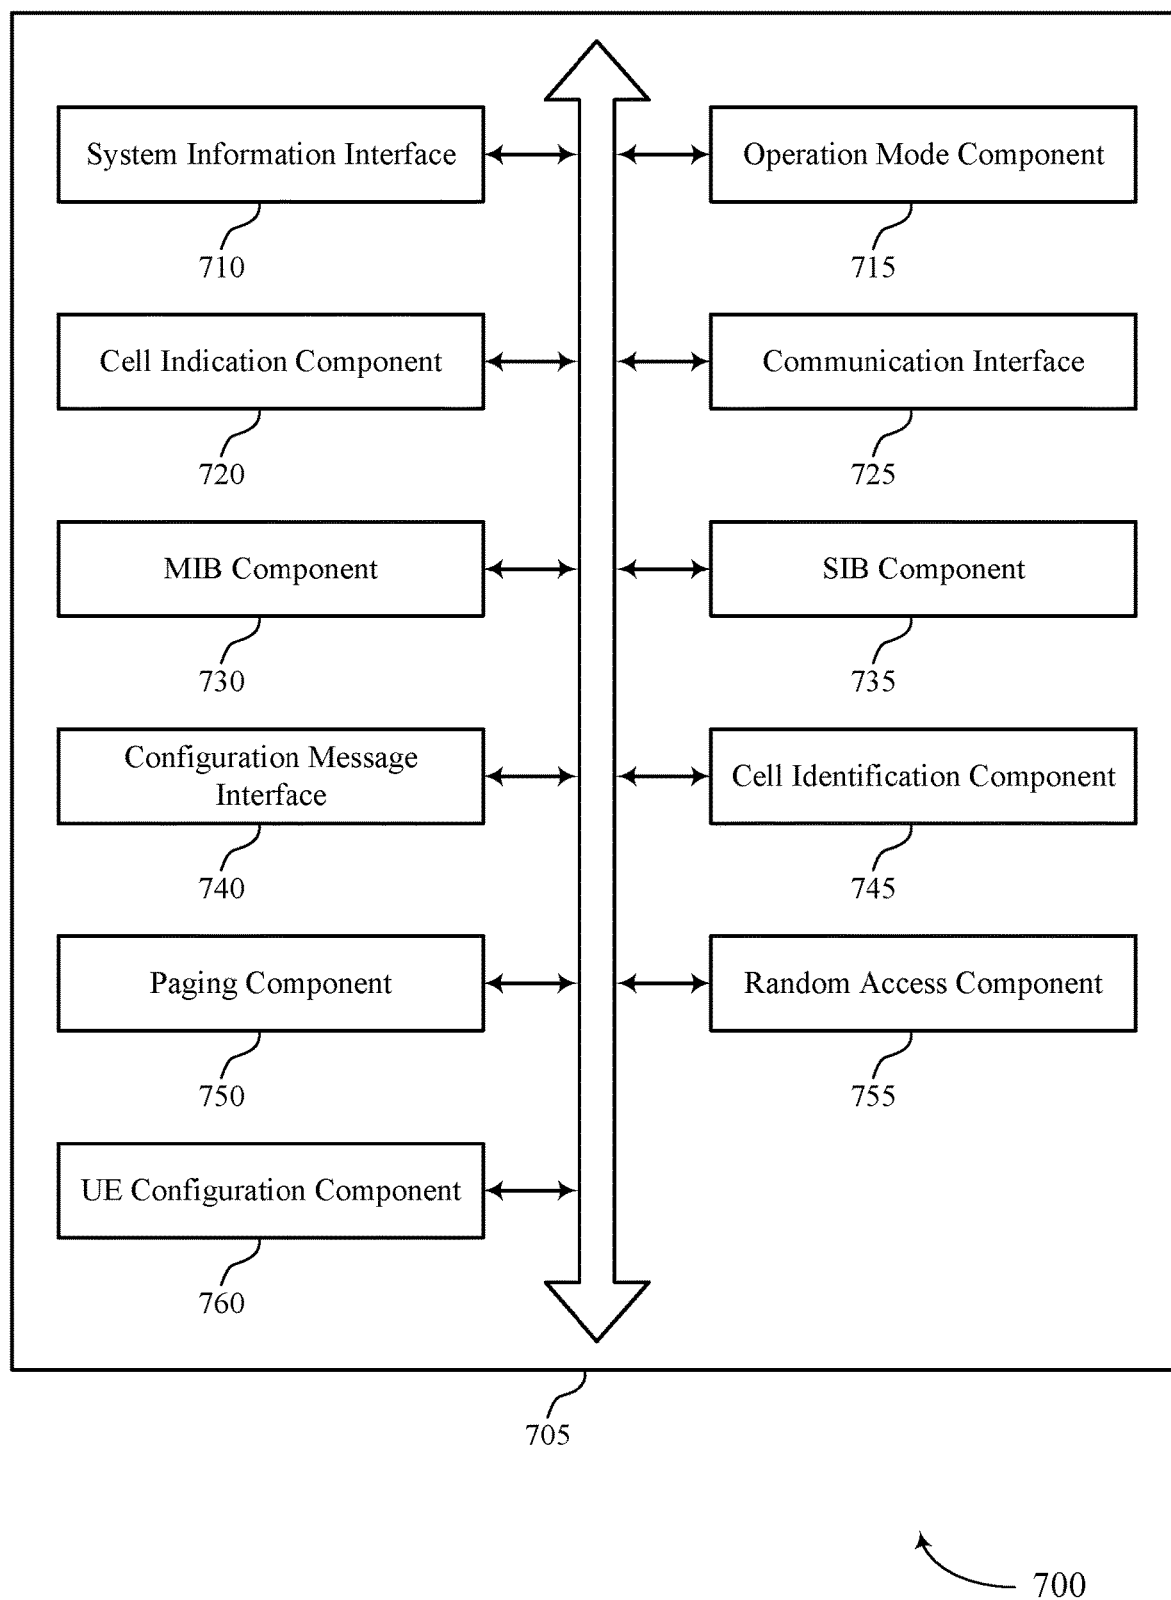 System Information Interface
Operation Mode Component
710
715
Cell Indication Component
Communication Interface
720
725
MIB Component
SIB Component
730
735
Configuration Message
Interface
Cell Identification Component
740
745
Paging Component
Random Access Component
750
755
UE Configuration Component
760
705
700